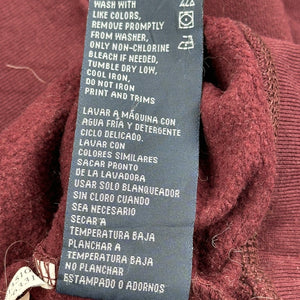 WASH WITH
LIKE COLORS,
REMOVE PROMPTLY
FROM WASHER,
ONLY NON-CHLORINE
BLEACH IF NEEDED,
TUMBLE DRY LOW,
COOL IRON,
DO NOT IRON
PRINT AND TRIMS
LAVAR A MÁQUINA CON
AGUA FRÍA Y DETERGENTE
CICLO DELICADO.
LAVAR CON
COLORES SIMILARES
SACAR PRONTO
DE LA LAVADORA
USAR SOLO BLANQUEADOR
SIN CLORO CUANDO
SEA NECESARIO
SECAR A
TEMPERATURA BAJA
PLANCHAR A
TEMPERATURA BAJA
NO PLANCHAR
ESTAMPADO O ADORNOS